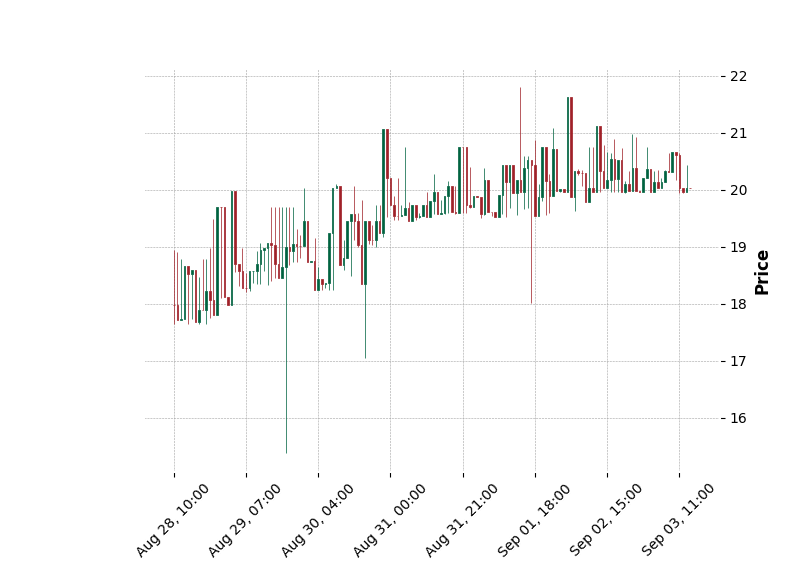 22
21
20
19
18
17
16
Price
Aug 28, 10:00
Aug 29, 07:00
Aug 30, 04:00
Aug 31, 00:00
Aug 31, 21:00
Sep 01, 18:00
Sep 02, 15:00
Sep 03, 11:00